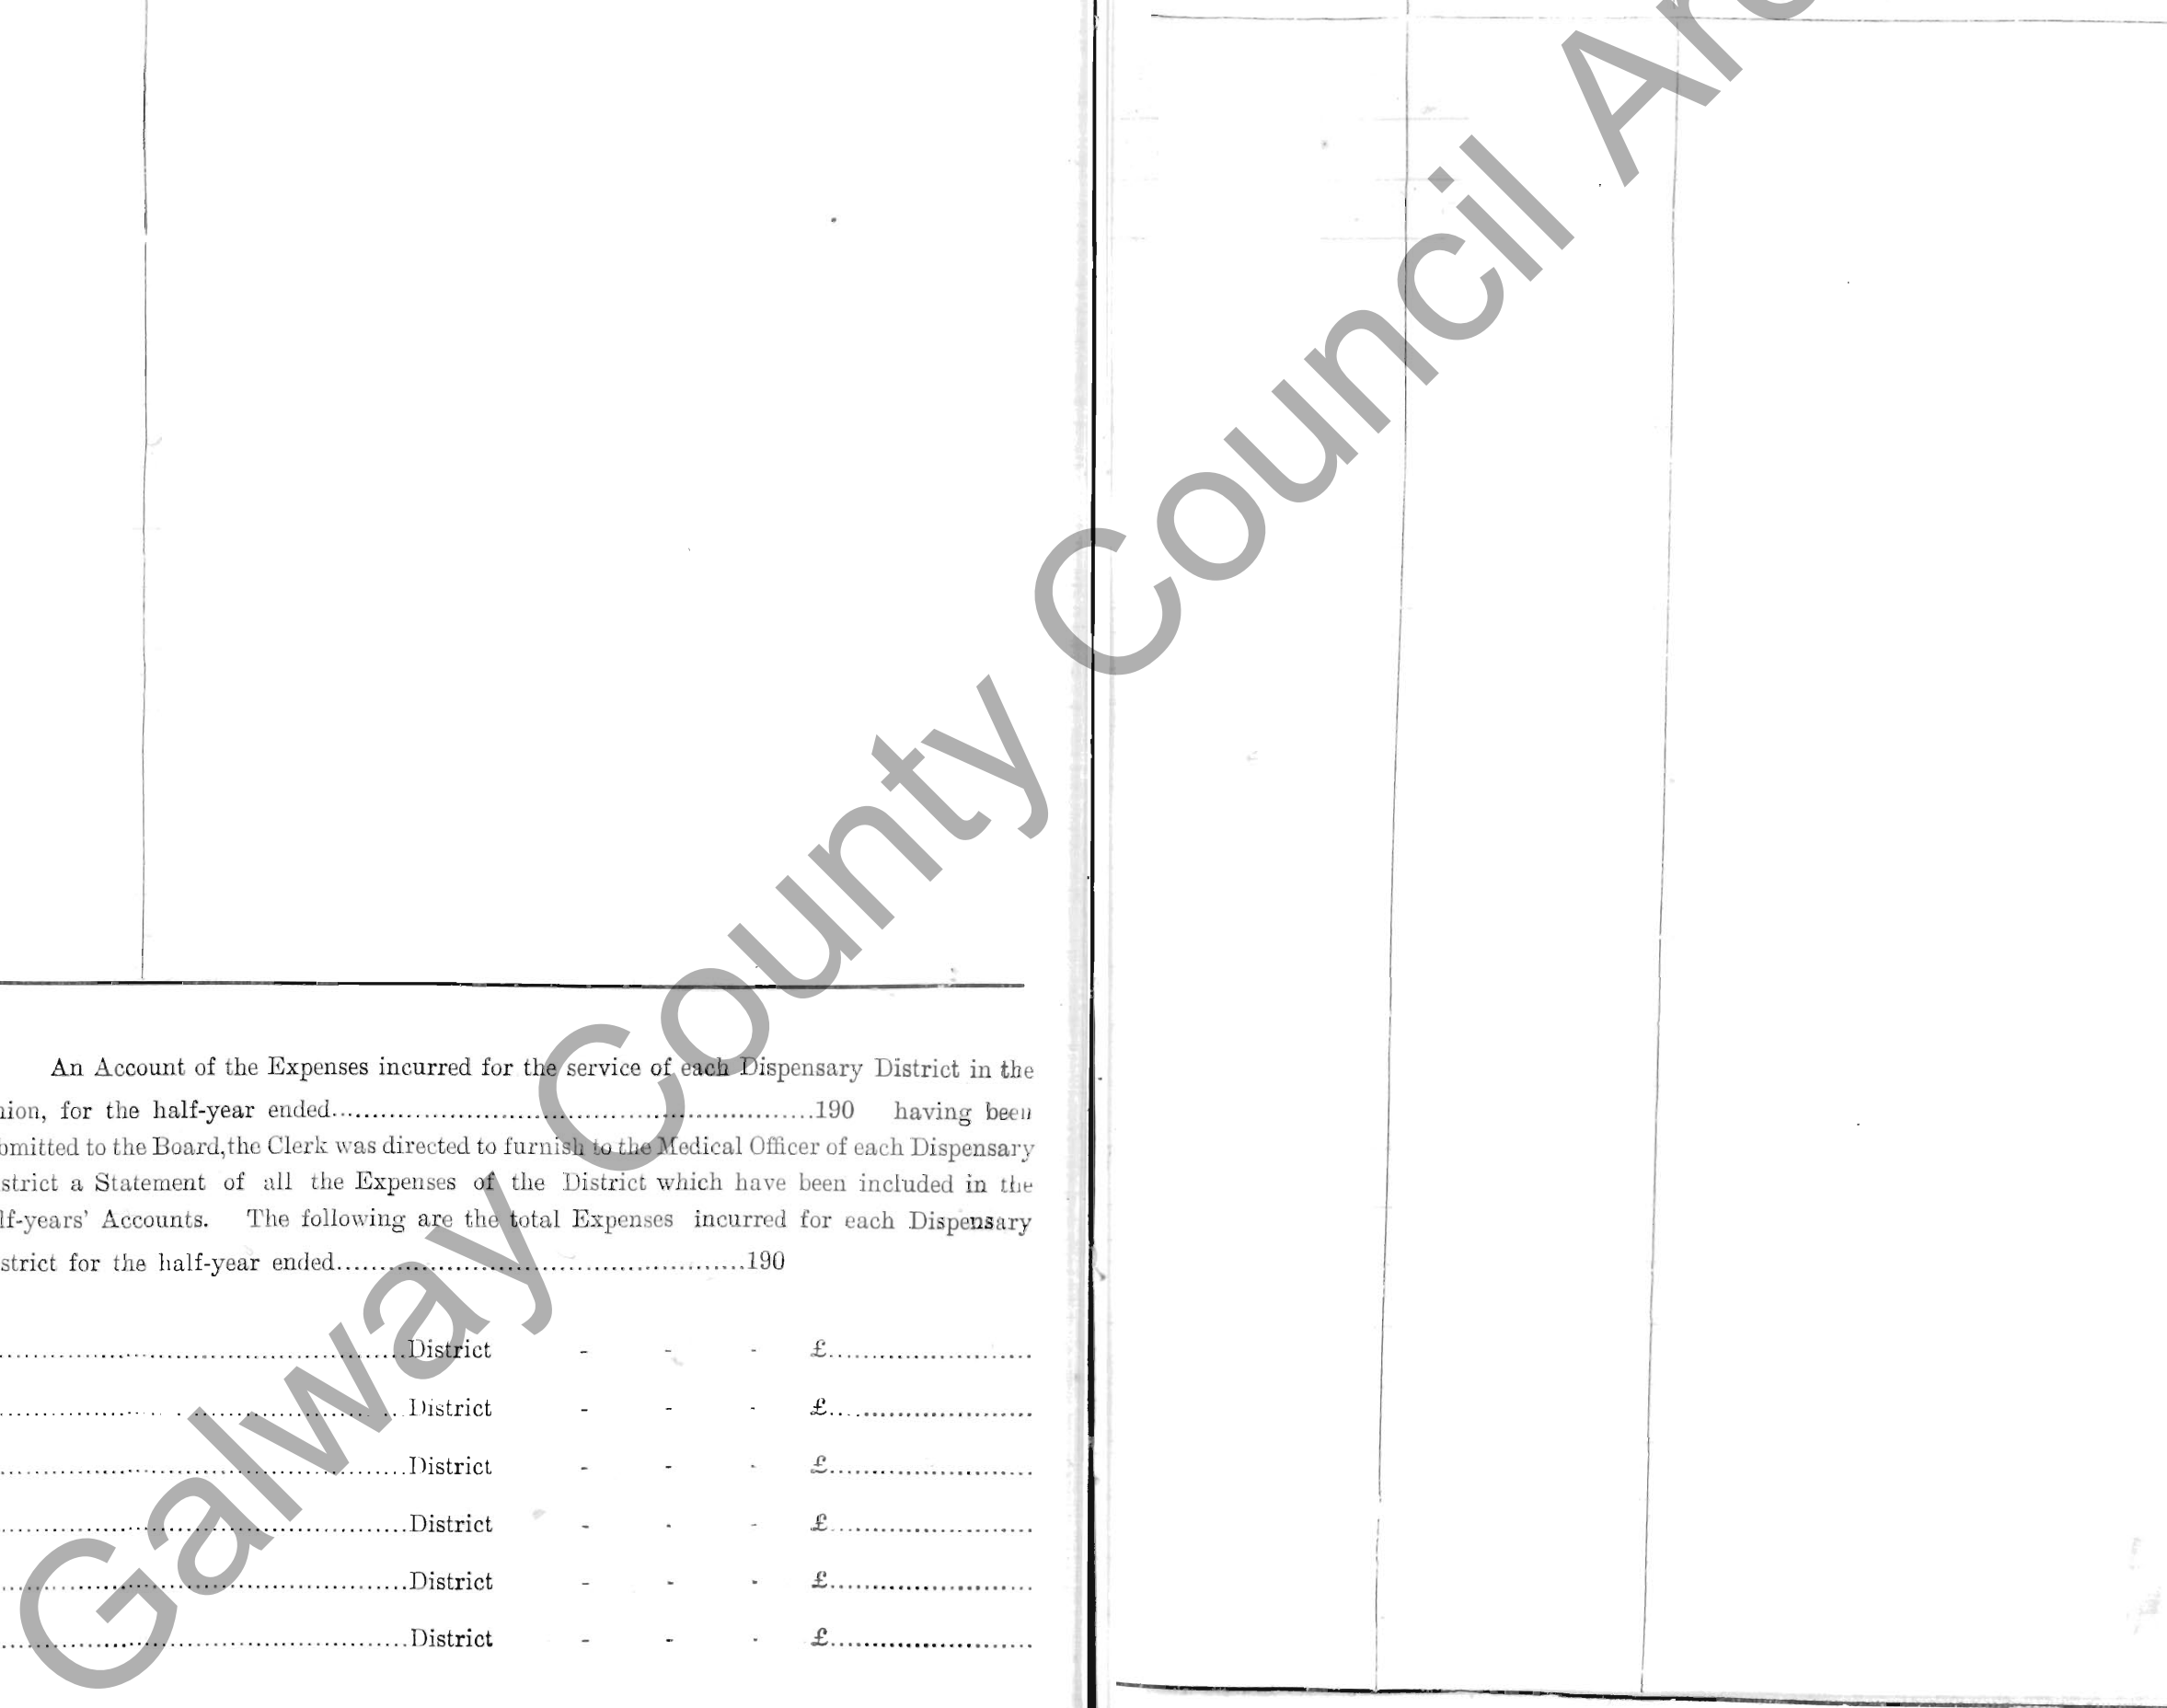 An Account of the Expenses incurred for the service of each Dispensary District in the
nion, for the half-year ended....................................................190 having been
bmitted to the Board, the Clerk was directed to furnish to the Medical Officer of each Dispensary
strict a Statement of all the Expenses of the District which have been included in the
lf-years' Accounts. The following are the total Expenses incurred for each Dispensary
strict for the half-year ended....................................................190
....................................................District - - - £........................
....................................................District - - - £........................
....................................................District - - - £........................
....................................................District - - - £........................
....................................................District - - - £........................
....................................................District - - - £........................
Galway County Council Ar